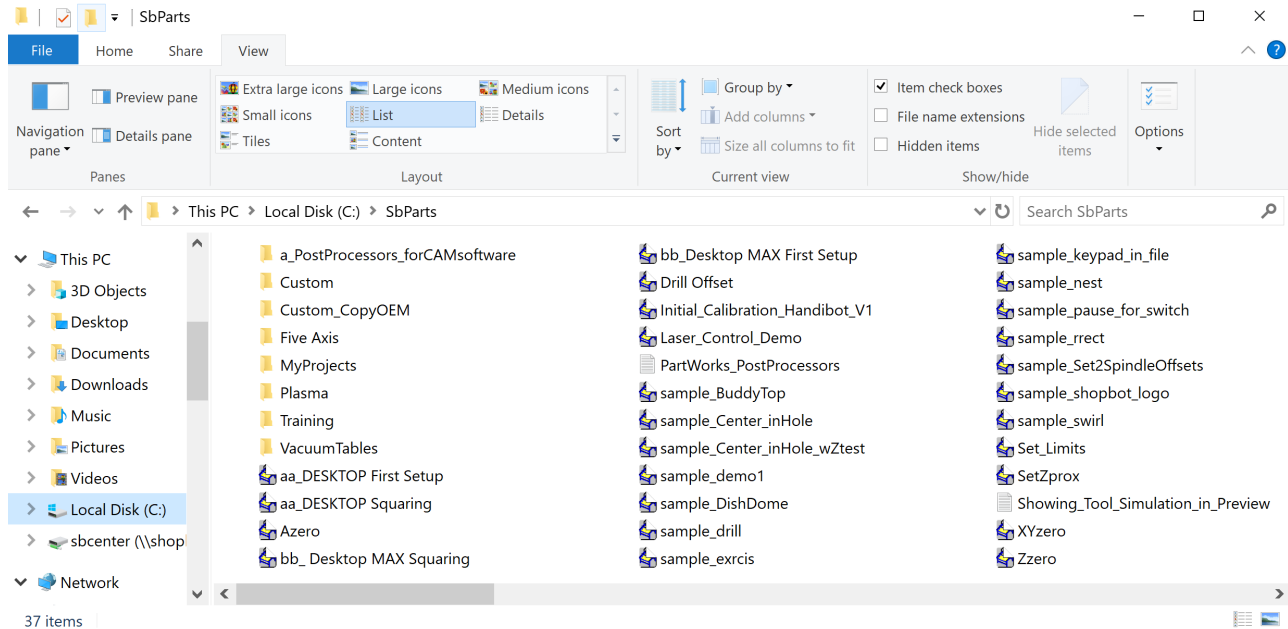 SbParts
File Home Share View
Extra large icons Large icons Medium icons
Preview pane
Small icons List Details
Details pane
Tiles Content
Navigation pane
Panes
Layout
Sort by
Group by
Add columns
Size all columns to fit
Current view
Item check boxes
File name extensions
Hidden items
Hide selected items
Show/hide
Options
This PC > Local Disk (C:) > SbParts
Search SbParts
This PC
3D Objects
Desktop
Documents
Downloads
Music
Pictures
Videos
Local Disk (C:)
sbcenter (\\shop
Network
a_PostProcessors_forCAMsoftware
Custom
Custom_CopyOEM
Five Axis
MyProjects
Plasma
Training
VacuumTables
aa_DESKTOP First Setup
aa_DESKTOP Squaring
Azero
bb_ Desktop MAX Squaring
bb_Desktop MAX First Setup
Drill Offset
Initial_Calibration_Handibot_V1
Laser_Control_Demo
PartWorks_PostProcessors
sample_BuddyTop
sample_Center_inHole
sample_Center_inHole_wZtest
sample_demo1
sample_DishDome
sample_drill
sample_exrcis
sample_keypad_in_file
sample_nest
sample_pause_for_switch
sample_rrect
sample_Set2SpindleOffsets
sample_shopbot_logo
sample_swirl
Set_Limits
SetZprox
Showing_Tool_Simulation_in_Preview
XYzero
Zzero
37 items